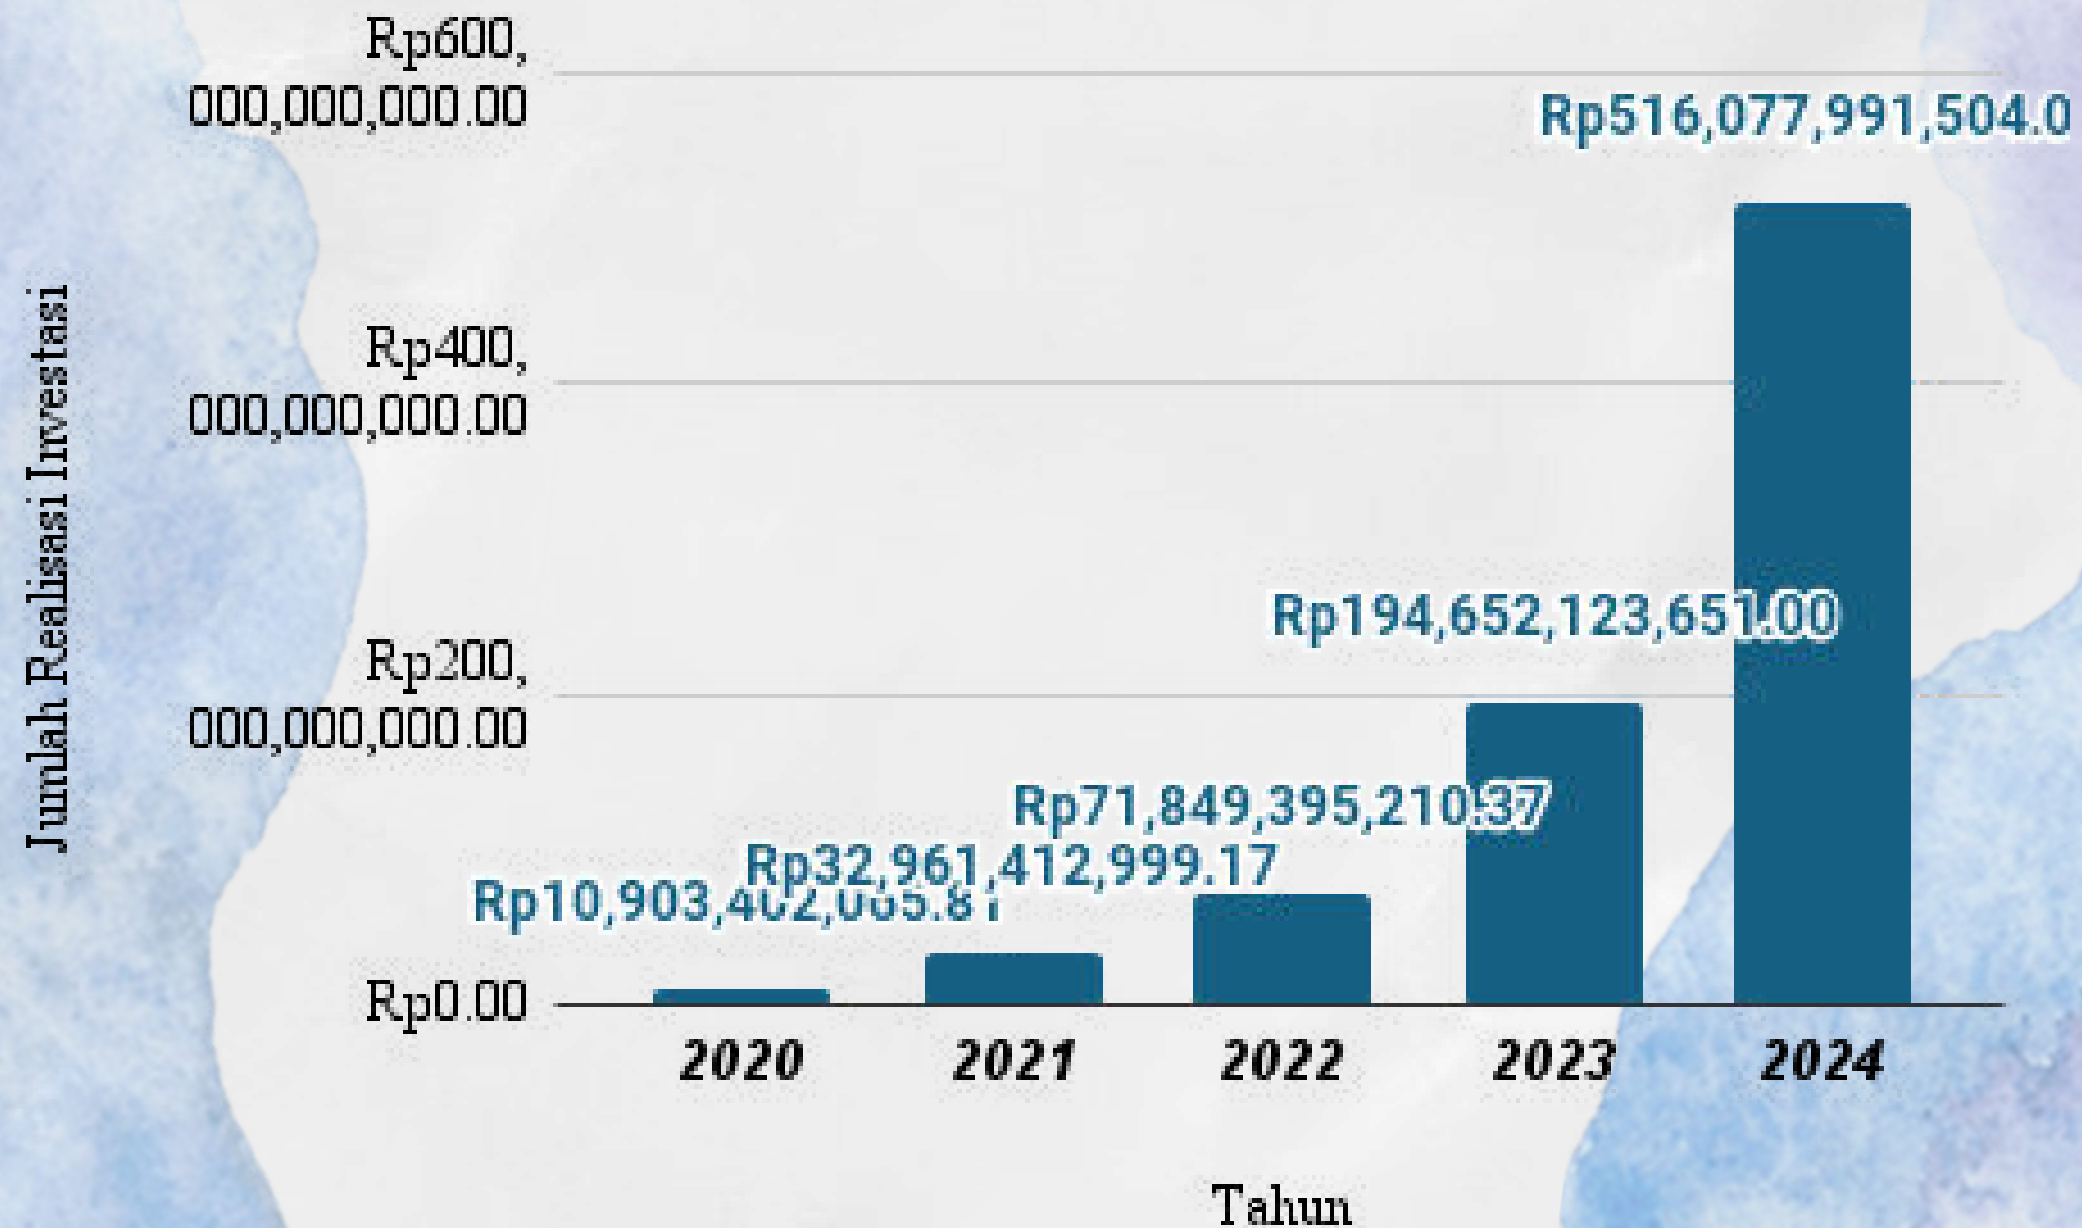 Jumlah Realisasi Investasi
Rp600,
000,000,000.00
Rp400,
000,000,000.00
Rp200,
000,000,000.00
Rp0.00
Rp516,077,991,504.0
Rp194,652,123,651.00
Rp71,849,395,210.37
Rp32,961,412,999.17
2020
2021
2022
2023
2024
Tahun